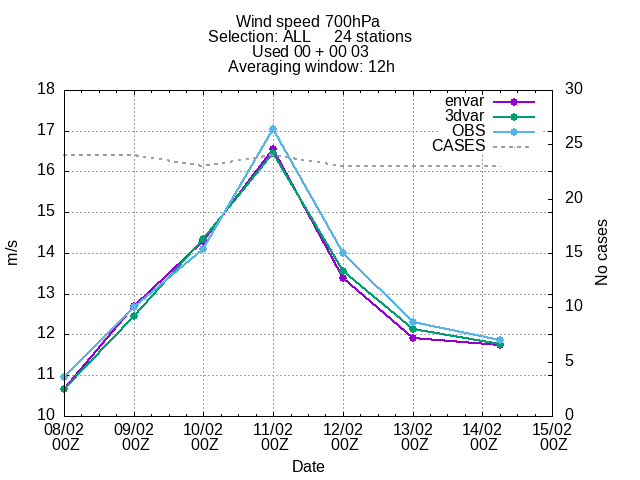 Wind speed 700hPa
Selection: ALL 24 stations
Used 00 + 00 03
Averaging window: 12h
envar
3dvar
OBS
CASES
18
17
16
15
14
13
12
11
10
m/s
30
25
20
15
10
5
0
No cases
08/02 09/02 10/02 11/02 12/02 13/02 14/02 15/02
00Z 00Z 00Z 00Z 00Z 00Z 00Z 00Z
Date